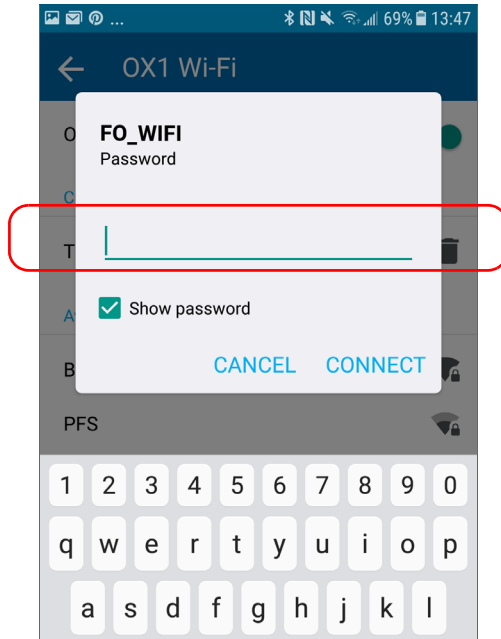 ... 69% 13:47
OX1 Wi-Fi
O
FO_WIFI
Password
C
T
Show password
A
CANCEL CONNECT
B
PFS
1 2 3 4 5 6 7 8 9 0
q w e r t y u i o p
a s d f g h j k l